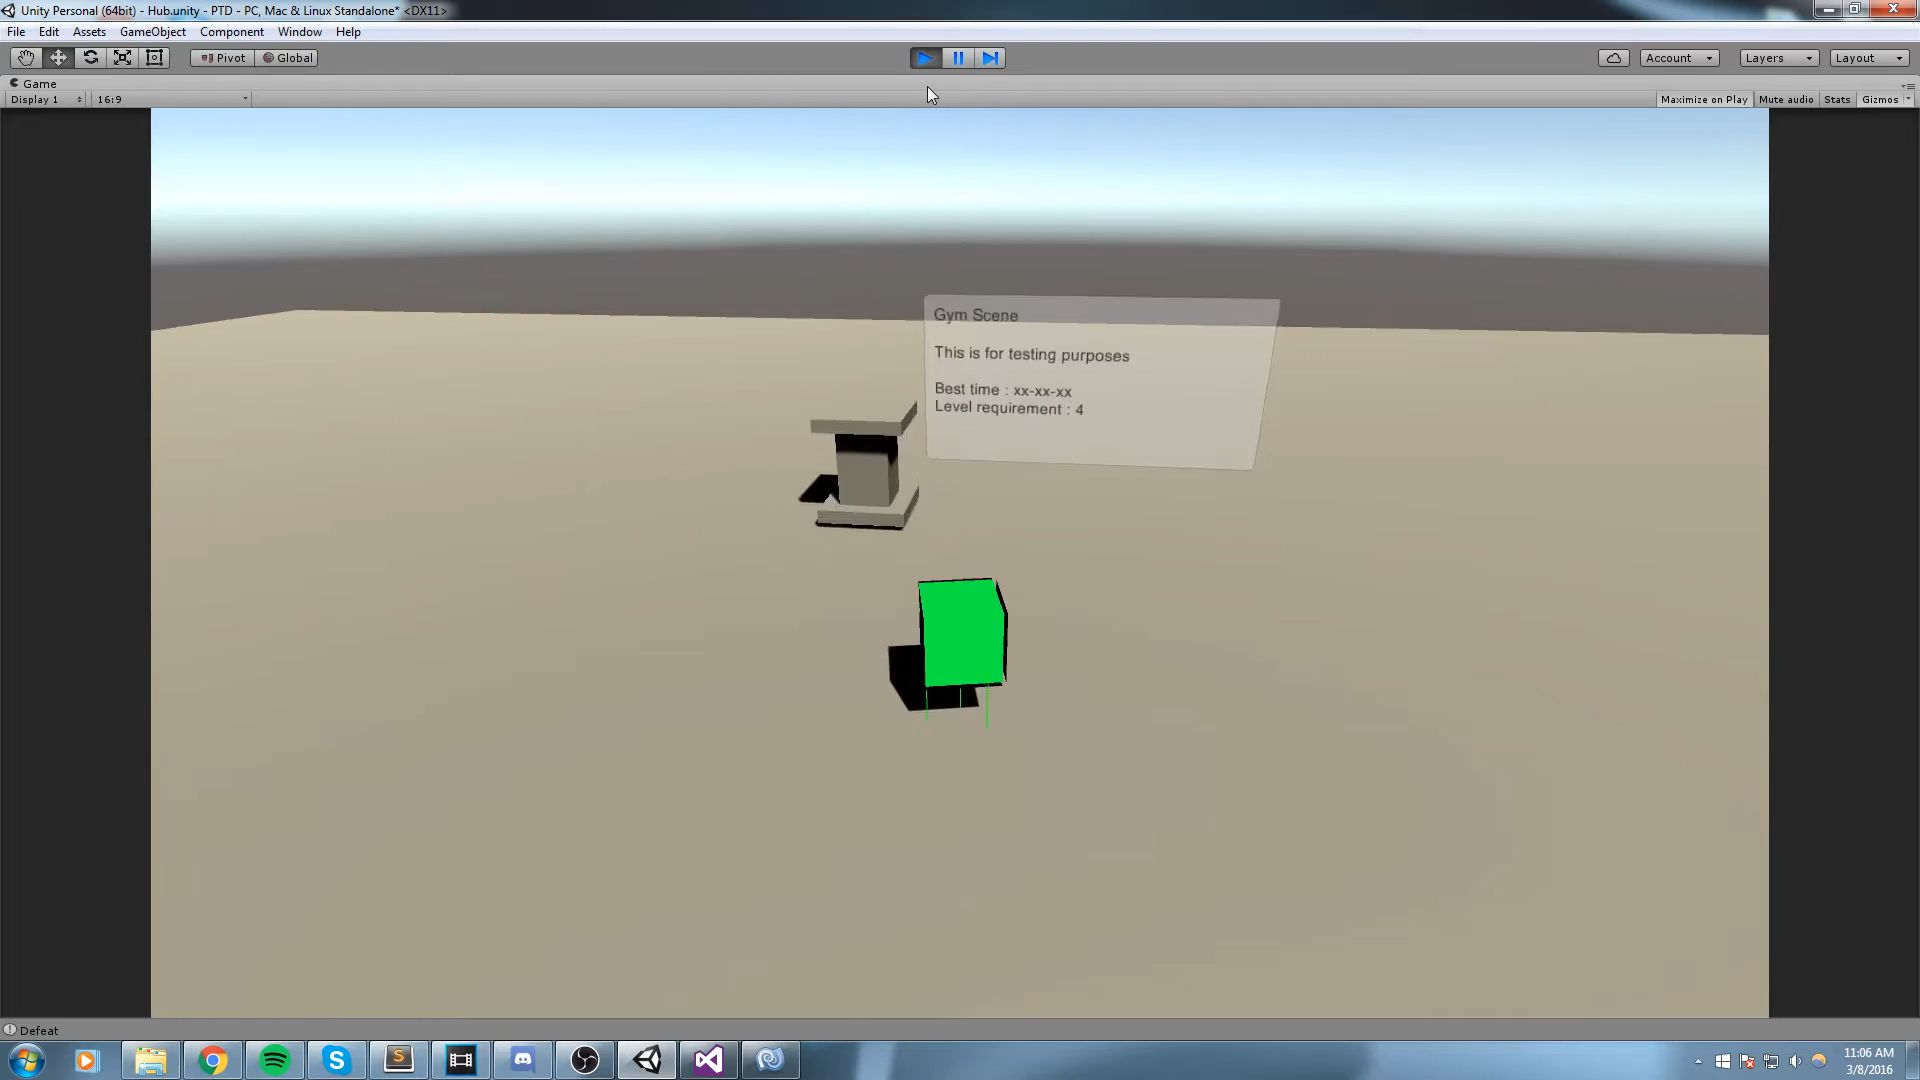 Unity Personal (64bit) - Hub.unity - PTD - PC, Mac & Linux Standalone* <DX11>
File Edit Assets GameObject Component Window Help
Pivot Global Account Layers Layout
Game
Display 1 16:9 Maximize on Play Mute audio Stats Gizmos
Gym Scene
This is for testing purposes
Best time : xx-xx-xx
Level requirement : 4
Defeat
11:06 AM
3/8/2016